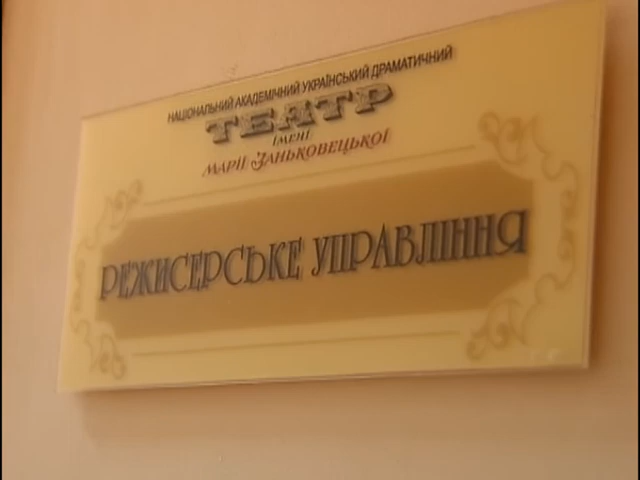 НАЦІОНАЛЬНИЙ АКАДЕМІЧНИЙ УКРАЇНСЬКИЙ ДРАМАТИЧНИЙ
ТЕАТР
ІМЕНІ
МАРІЇ ЗАНЬКОВЕЦЬКОЇ
РЕЖИСЕРСЬКЕ УПРАВЛІННЯ